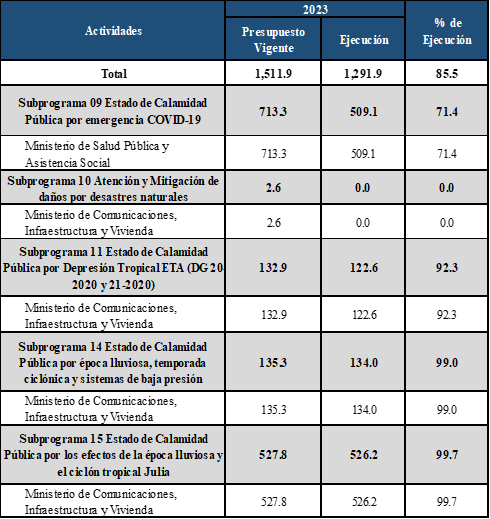 Actividades
2023
% de
Ejecución
Presupuesto
Vigente
Ejecución
Total 1,511.9 1,291.9 85.5
Subprograma 09 Estado de Calamidad
Pública por emergencia COVID-19
713.3 509.1 71.4
Ministerio de Salud Pública y
Asistencia Social
713.3 509.1 71.4
Subprograma 10 Atención y Mitigación de
daños por desastres naturales
2.6 0.0 0.0
Ministerio de Comunicaciones,
Infraestructura y Vivienda
2.6 0.0 0.0
Subprograma 11 Estado de Calamidad
Pública por Depresión Tropical ETA (DG 20-
2020 y 21-2020)
132.9 122.6 92.3
Ministerio de Comunicaciones,
Infraestructura y Vivienda
132.9 122.6 92.3
Subprograma 14 Estado de Calamidad
Pública por época lluviosa, temporada
ciclónica y sistemas de baja presión
135.3 134.0 99.0
Ministerio de Comunicaciones,
Infraestructura y Vivienda
135.3 134.0 99.0
Subprograma 15 Estado de Calamidad
Pública por los efectos de la época lluviosa y
el ciclón tropical Julia
527.8 526.2 99.7
Ministerio de Comunicaciones,
Infraestructura y Vivienda
527.8 526.2 99.7